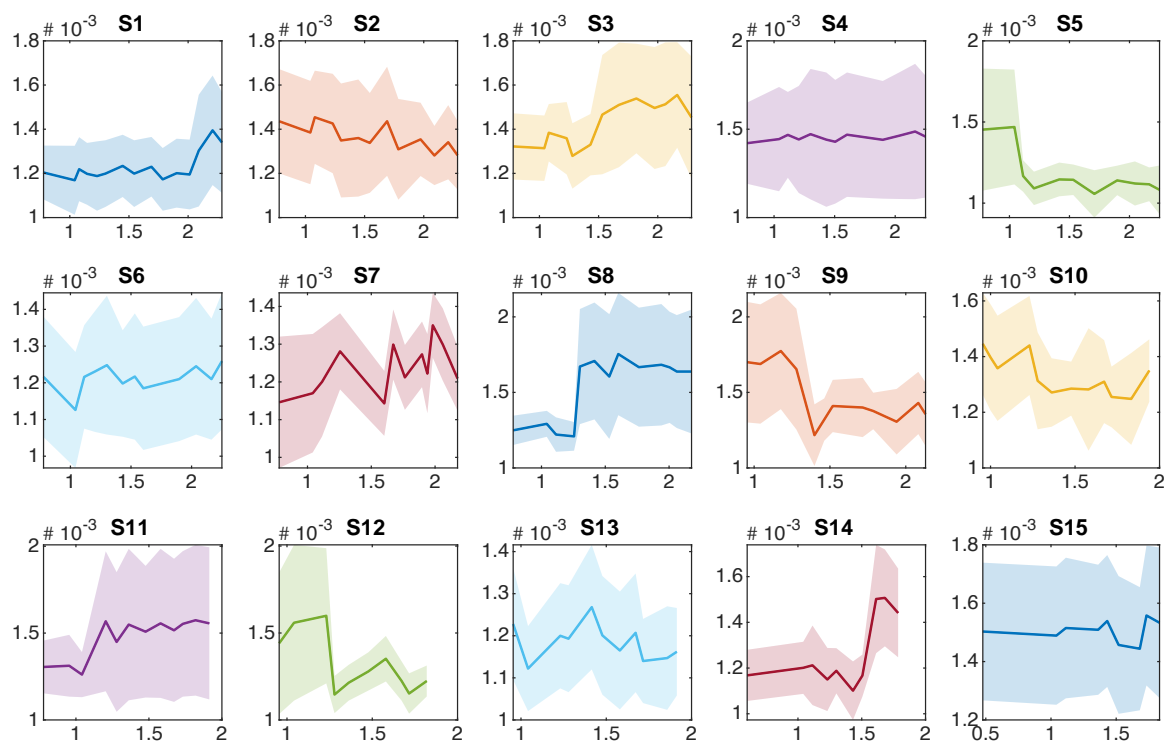 # 10^-3 S1 # 10^-3 S2 # 10^-3 S3 # 10^-3 S4 # 10^-3 S5
1.8 1.8 1.8 2 2
1.6 1.6 1.6
1.4 1.4 1.4 1.5 1.5
1.2 1.2 1.2
1 1 1 1 1
1 1.5 2 1 1.5 2 1 1.5 2 1 1.5 2 1 1.5 2
# 10^-3 S6 # 10^-3 S7 # 10^-3 S8 # 10^-3 S9 # 10^-3 S10
1.4 1.4 2 2 1.6
1.3 1.3 1.4
1.2 1.2 1.5 1.5
1.1 1.1 1.2
1 1 1 1 1
1 1.5 2 1 1.5 2 1 1.5 2 1 1.5 2 1 1.5 2
# 10^-3 S11 # 10^-3 S12 # 10^-3 S13 # 10^-3 S14 # 10^-3 S15
2 2 1.4 1.6 1.8
1.3 1.6
1.5 1.5 1.2 1.4
1.1 1.2 1.4
1 1 1 1 1.2
1 1.5 2 1 1.5 2 1 1.5 2 1 1.5 2 0.5 1 1.5